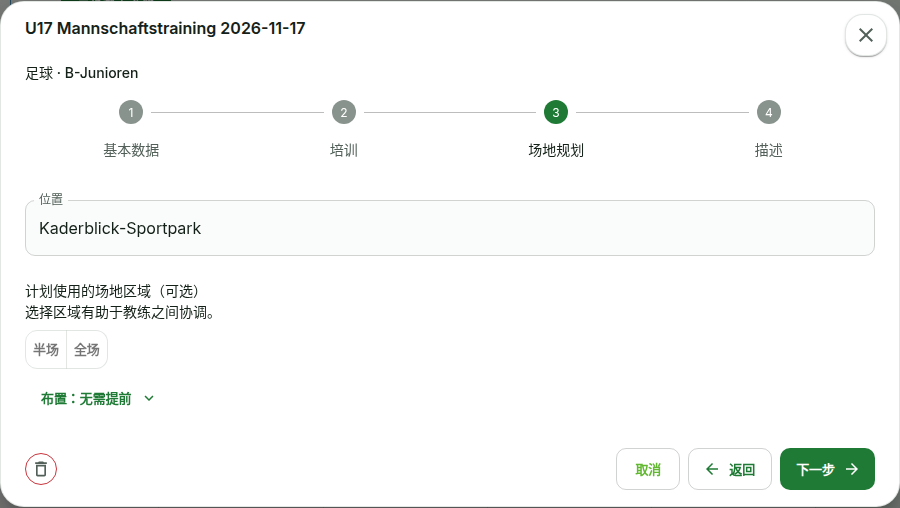 U17 Mannschaftstraining 2026-11-17
足球 · B-Junioren
1
2
3
4
基本数据
培训
场地规划
描述
位置
Kaderblick-Sportpark
计划使用的场地区域（可选）
选择区域有助于教练之间协调。
半场
全场
布置：无需提前
取消
返回
下一步